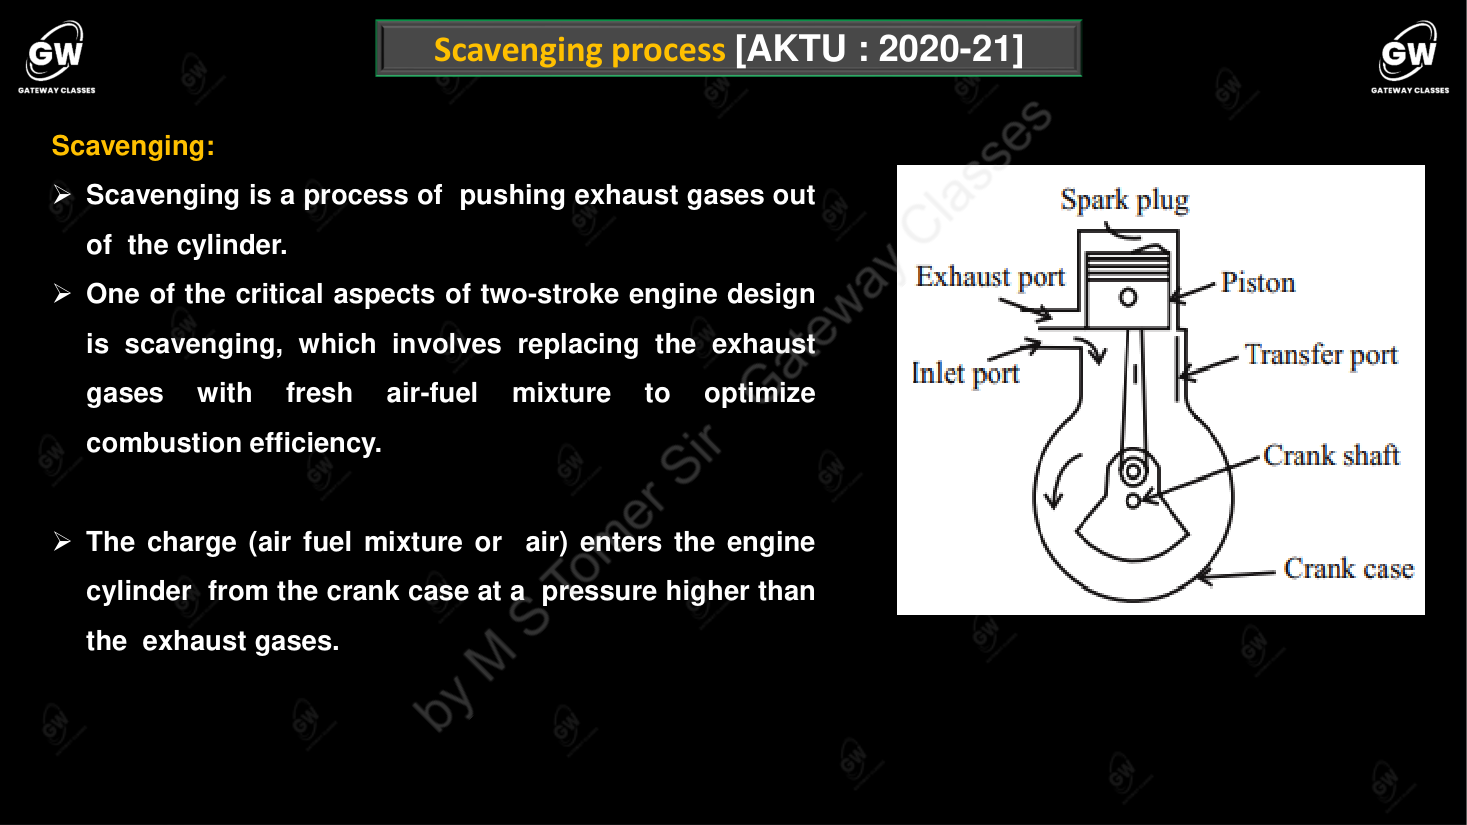 GW
GATEWAY CLASSES
Scavenging process [AKTU : 2020-21]
GW
GATEWAY CLASSES
Scavenging:
➢ Scavenging is a process of pushing exhaust gases out
of the cylinder.
➢ One of the critical aspects of two-stroke engine design
is scavenging, which involves replacing the exhaust
gases with fresh air-fuel mixture to optimize
combustion efficiency.
➢ The charge (air fuel mixture or air) enters the engine
cylinder from the crank case at a pressure higher than
the exhaust gases.
Spark plug
Exhaust port
Piston
Inlet port
Transfer port
Crank shaft
Crank case
by M S Tomer Sir Gateway Classes